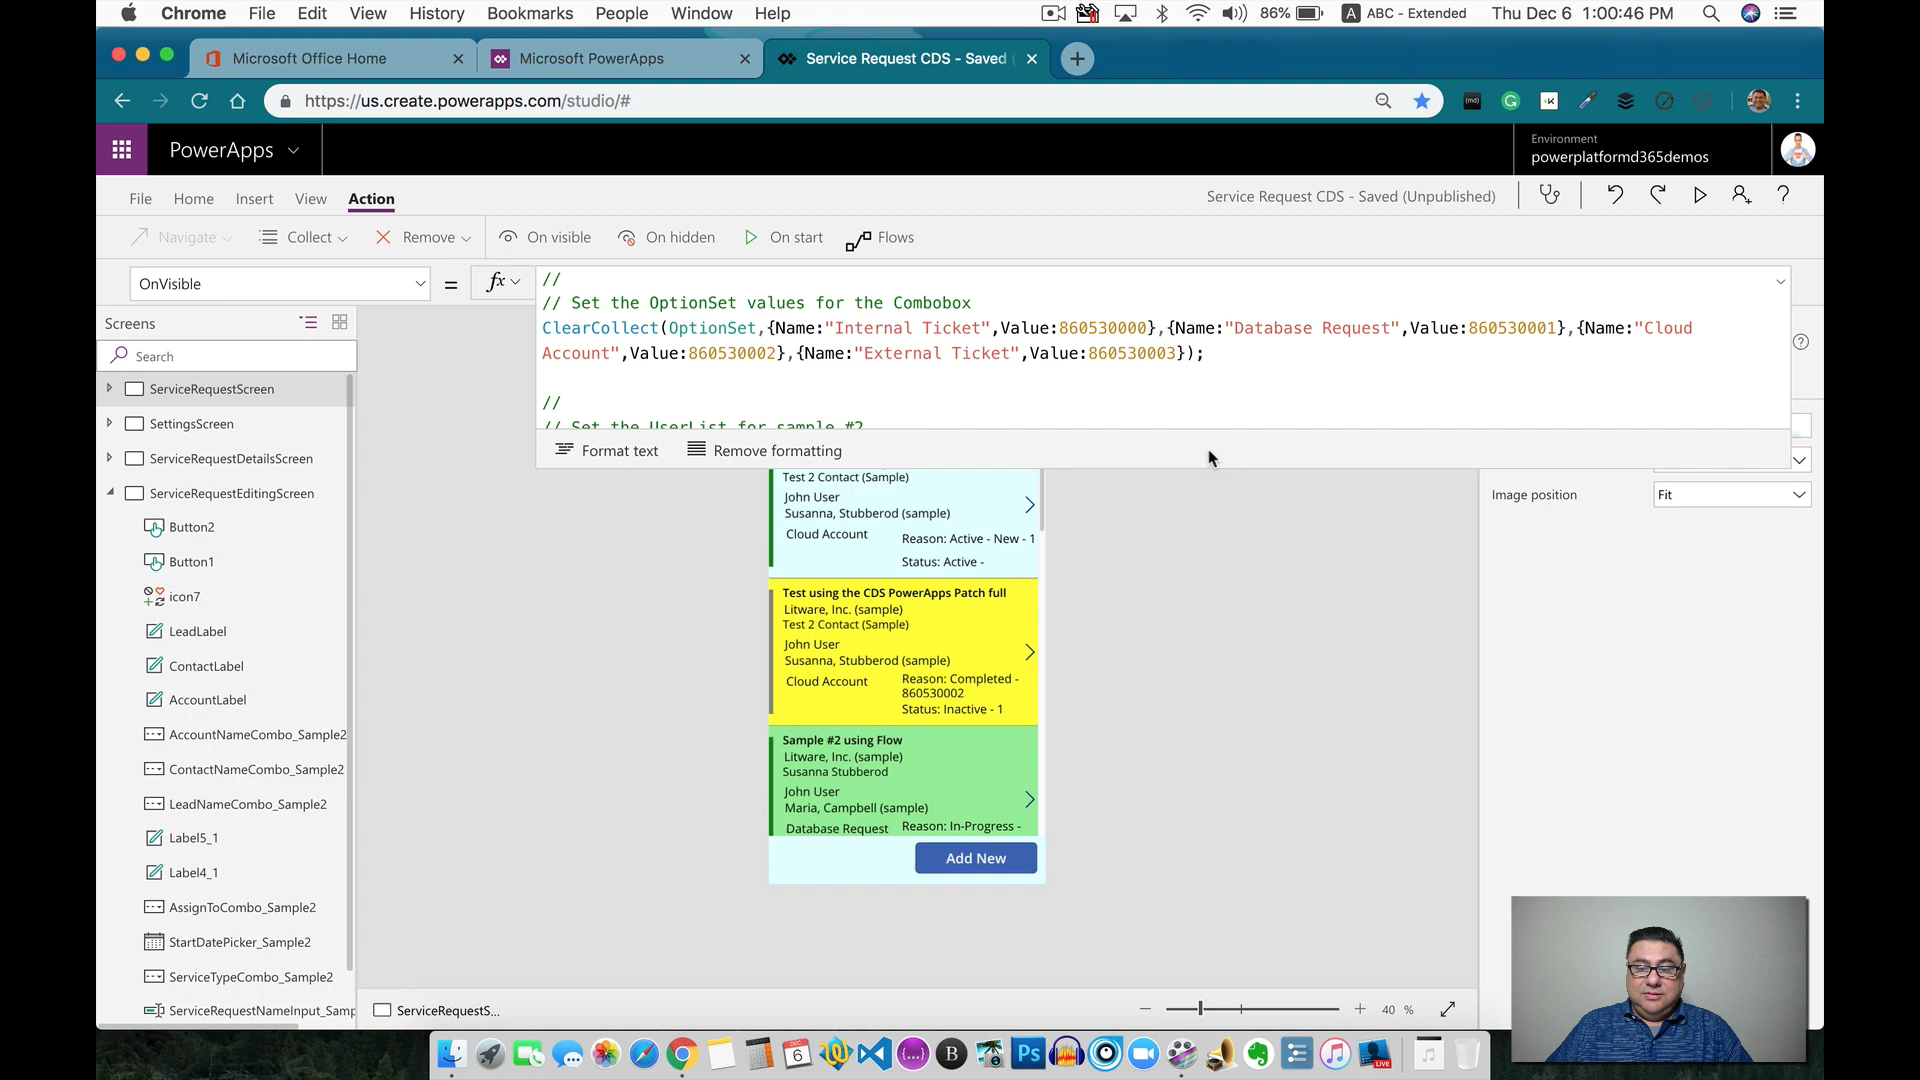 Chrome File Edit View History Bookmarks People Window Help
86% A ABC - Extended Thu Dec 6 1:00:46 PM
Microsoft Office Home
Microsoft PowerApps
Service Request CDS - Saved (
https://us.create.powerapps.com/studio/#
PowerApps
Environment
powerplatformd365demos
File Home Insert View Action
Service Request CDS - Saved (Unpublished)
Navigate Collect Remove On visible On hidden On start Flows
OnVisible
=
fx
//
// Set the OptionSet values for the Combobox
ClearCollect(OptionSet,{Name:"Internal Ticket",Value:860530000},{Name:"Database Request",Value:860530001},{Name:"Cloud
Account",Value:860530002},{Name:"External Ticket",Value:860530003});
//
// Set the UserList for sample #2
Format text Remove formatting
Screens
Search
ServiceRequestScreen
SettingsScreen
ServiceRequestDetailsScreen
ServiceRequestEditingScreen
Button2
Button1
icon7
LeadLabel
ContactLabel
AccountLabel
AccountNameCombo_Sample2
ContactNameCombo_Sample2
LeadNameCombo_Sample2
Label5_1
Label4_1
AssignToCombo_Sample2
StartDatePicker_Sample2
ServiceTypeCombo_Sample2
ServiceRequestNameInput_Samp
Test 2 Contact (Sample)
John User
Susanna, Stubberod (sample)
Cloud Account
Reason: Active - New - 1
Status: Active -
Test using the CDS PowerApps Patch full
Litware, Inc. (sample)
Test 2 Contact (Sample)
John User
Susanna, Stubberod (sample)
Cloud Account
Reason: Completed -
860530002
Status: Inactive - 1
Sample #2 using Flow
Litware, Inc. (sample)
Susanna Stubberod
John User
Maria, Campbell (sample)
Database Request
Reason: In-Progress -
Add New
Image position
Fit
ServiceRequestS...
40 %